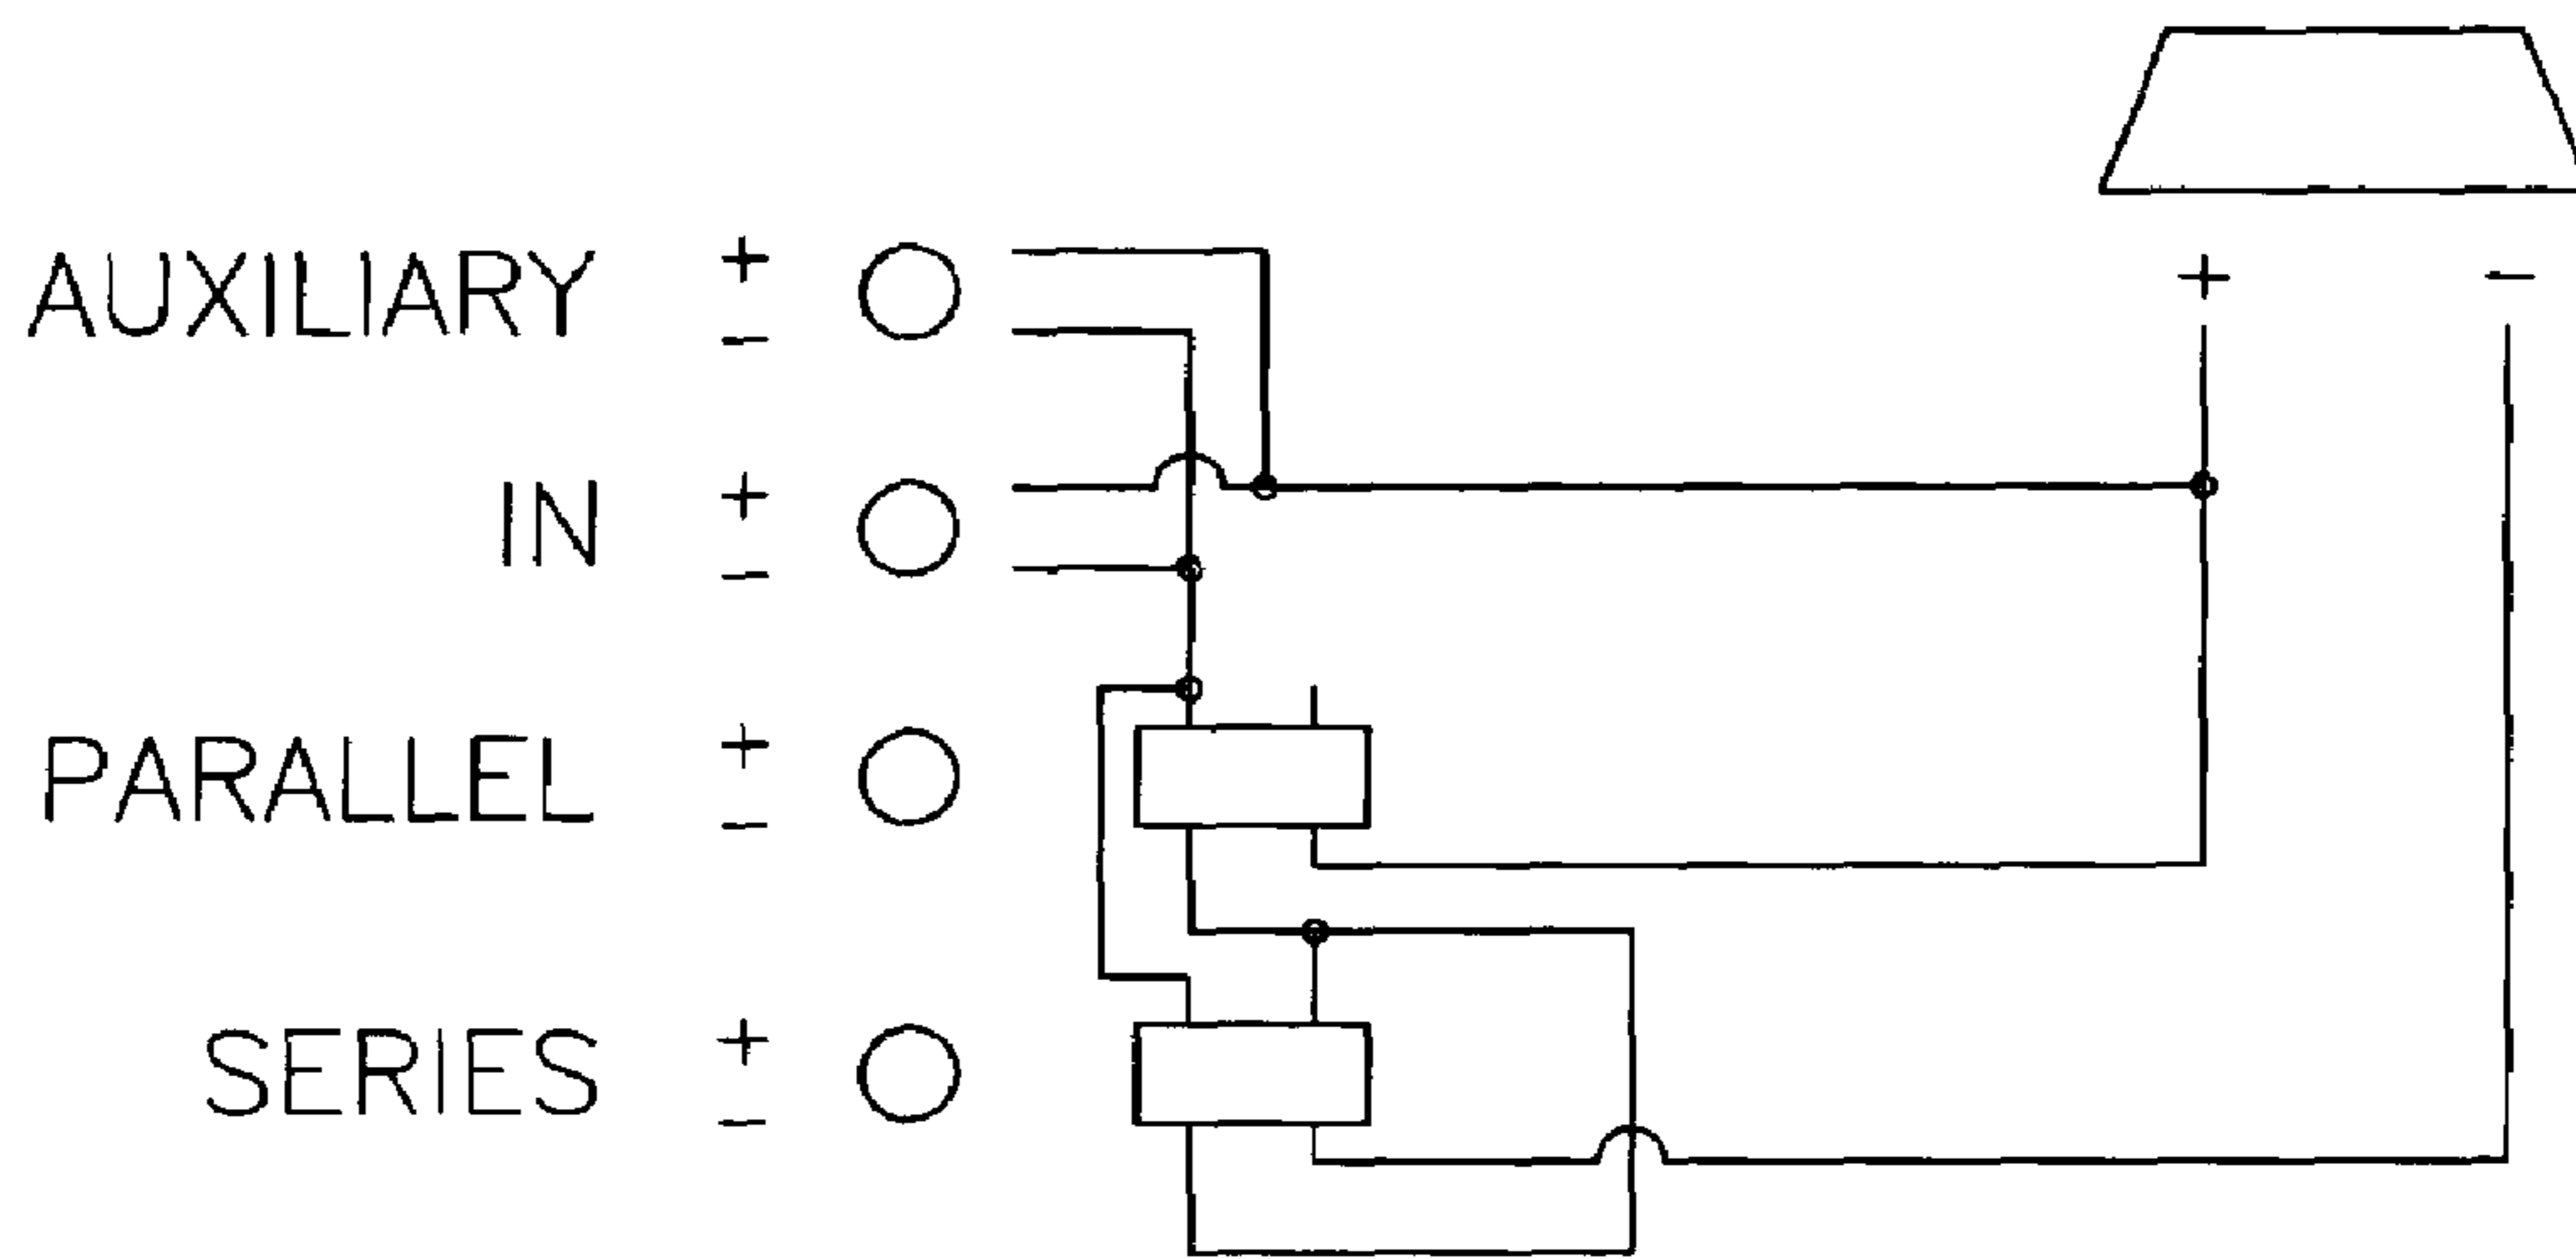 AUXILIARY + -
+ -
IN + -
PARALLEL + -
SERIES + -